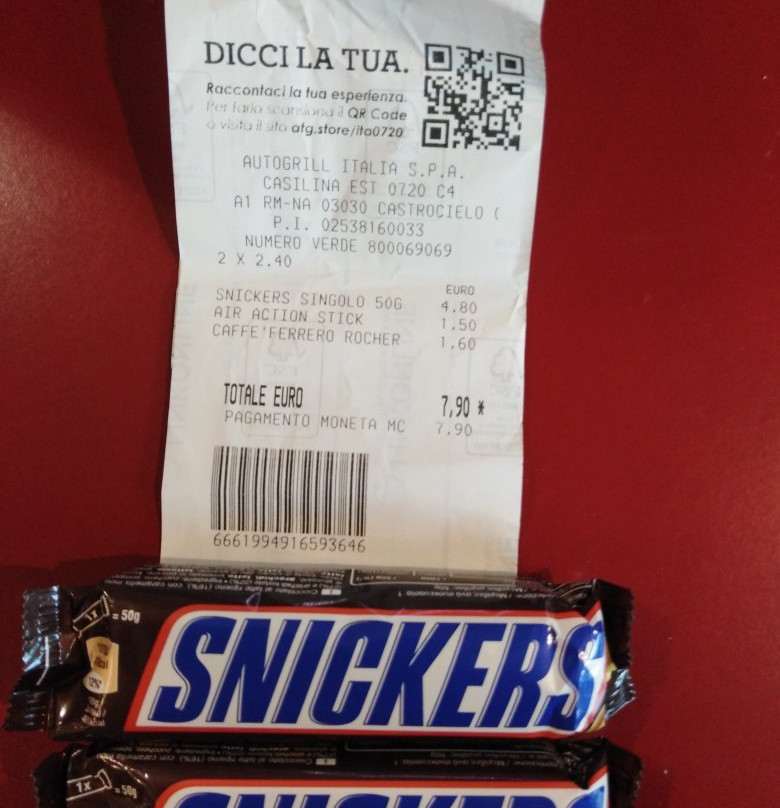 DICCI LA TUA.
Raccontaci la tua esperienza.
Per farlo scansiona il QR Code
o visita il sito atg.store/ita0720
AUTOGRILL ITALIA S.P.A.
CASILINA EST 0720 C4
A1 RM-NA 03030 CASTROCIELO (
P.I. 02538160033
NUMERO VERDE 800069069
2 X 2.40
EURO
SNICKERS SINGOLO 50G 4.80
AIR ACTION STICK 1.50
CAFFE'FERRERO ROCHER 1.60
TOTALE EURO 7,90 *
PAGAMENTO MONETA MC 7.90
6661994916593646
1x = 50g
SNICKERS
1x = 50g
SNICKERS